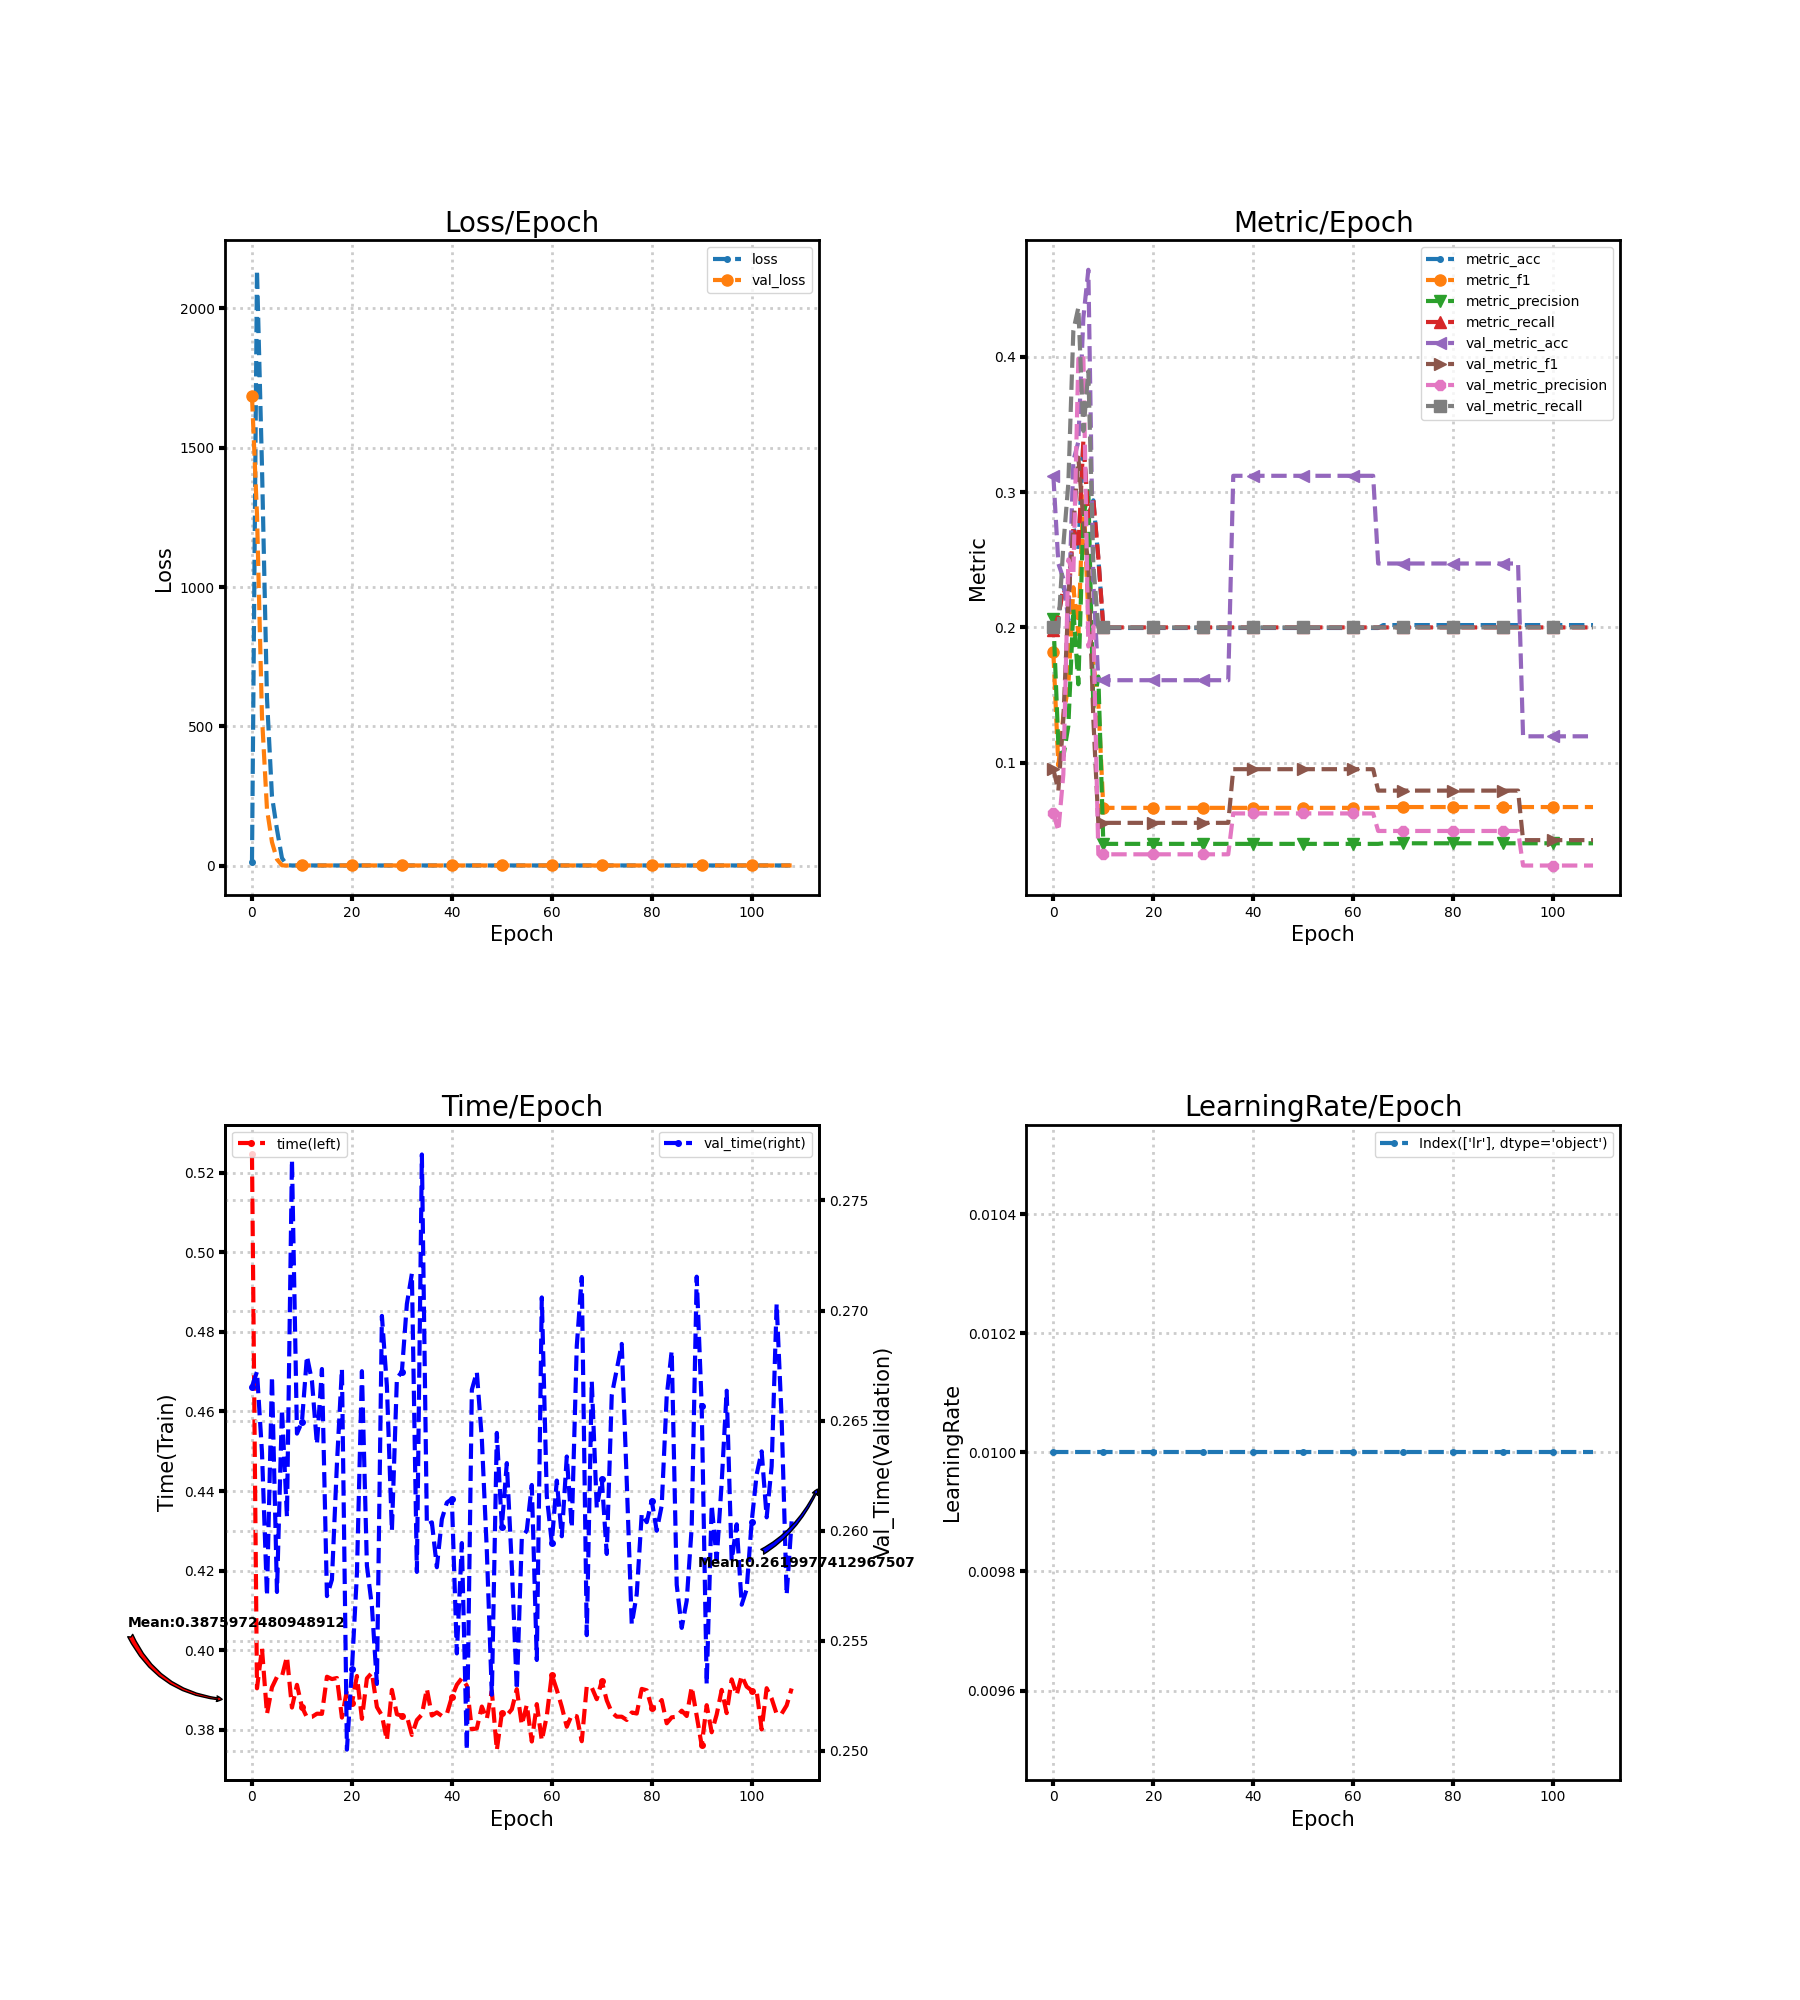 Loss/Epoch
loss
val_loss
2000
1500
1000
500
0
Loss
0 20 40 60 80 100
Epoch
Metric/Epoch
metric_acc
metric_f1
metric_precision
metric_recall
val_metric_acc
val_metric_f1
val_metric_precision
val_metric_recall
0.4
0.3
0.2
0.1
Metric
0 20 40 60 80 100
Epoch
Time/Epoch
time(left)
val_time(right)
0.52
0.50
0.48
0.46
0.44
0.42
0.40
0.38
Time(Train)
0.275
0.270
0.265
0.260
0.255
0.250
Val_Time(Validation)
Mean:0.2619977412967507
Mean:0.3875972480948912
0 20 40 60 80 100
Epoch
LearningRate/Epoch
Index(['lr'], dtype='object')
0.0104
0.0102
0.0100
0.0098
0.0096
LearningRate
0 20 40 60 80 100
Epoch